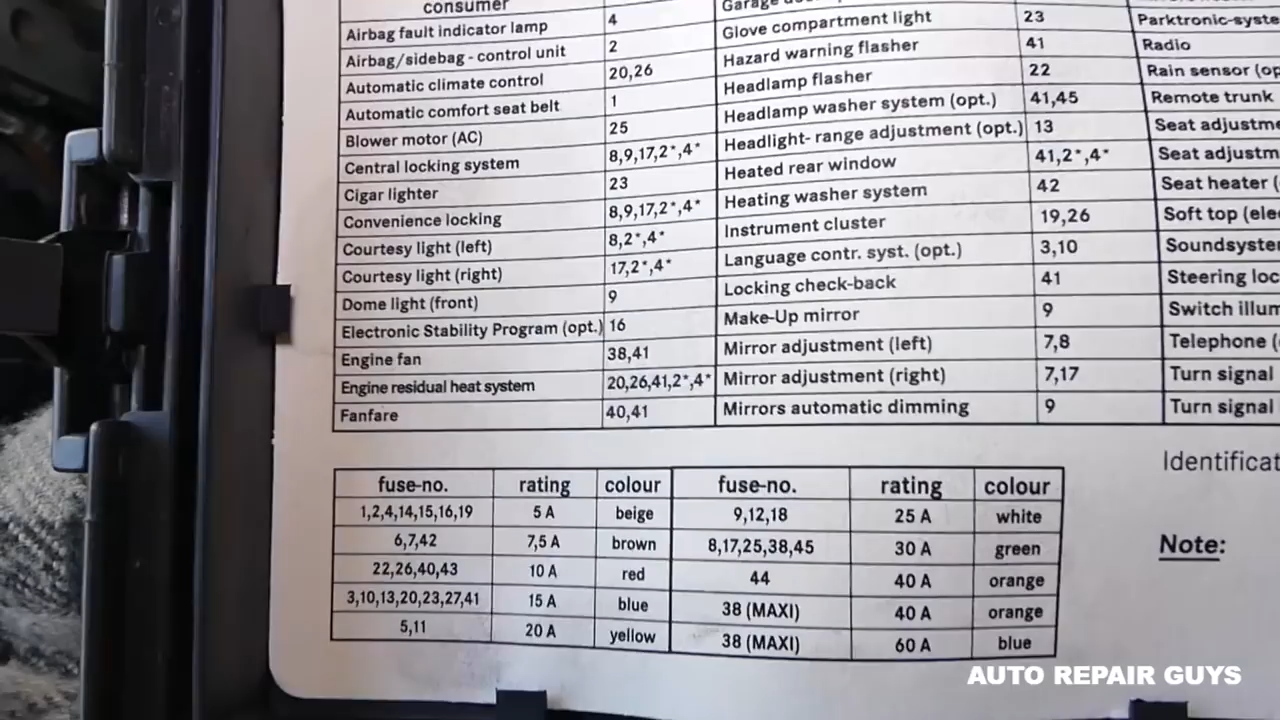 consumer
Airbag fault indicator lamp 4 Garage
Airbag/sidebag - control unit 2 Glove compartment light 23 Parktronic-syste
Automatic climate control 20,26 Hazard warning flasher 41 Radio
Automatic comfort seat belt 1 Headlamp flasher 22 Rain sensor (op
Blower motor (AC) 25 Headlamp washer system (opt.) 41,45 Remote trunk
Central locking system 8,9,17,2*,4* Headlight- range adjustment (opt.) 13 Seat adjustme
Cigar lighter 23 Heated rear window 41,2*,4* Seat adjustm
Convenience locking 8,9,17,2*,4* Heating washer system 42 Seat heater (
Courtesy light (left) 8,2*,4* Instrument cluster 19,26 Soft top (ele
Courtesy light (right) 17,2*,4* Language contr. syst. (opt.) 3,10 Soundsyste
Dome light (front) 9 Locking check-back 41 Steering loc
Electronic Stability Program (opt.) 16 Make-Up mirror 9 Switch illum
Engine fan 38,41 Mirror adjustment (left) 7,8 Telephone (
Engine residual heat system 20,26,41,2*,4* Mirror adjustment (right) 7,17 Turn signal
Fanfare 40,41 Mirrors automatic dimming 9 Turn signal
Identificat
fuse-no. rating colour fuse-no. rating colour
1,2,4,14,15,16,19 5 A beige 9,12,18 25 A white
6,7,42 7,5 A brown 8,17,25,38,45 30 A green
22,26,40,43 10 A red 44 40 A orange
3,10,13,20,23,27,41 15 A blue 38 (MAXI) 40 A orange
5,11 20 A yellow 38 (MAXI) 60 A blue
Note:
AUTO REPAIR GUYS